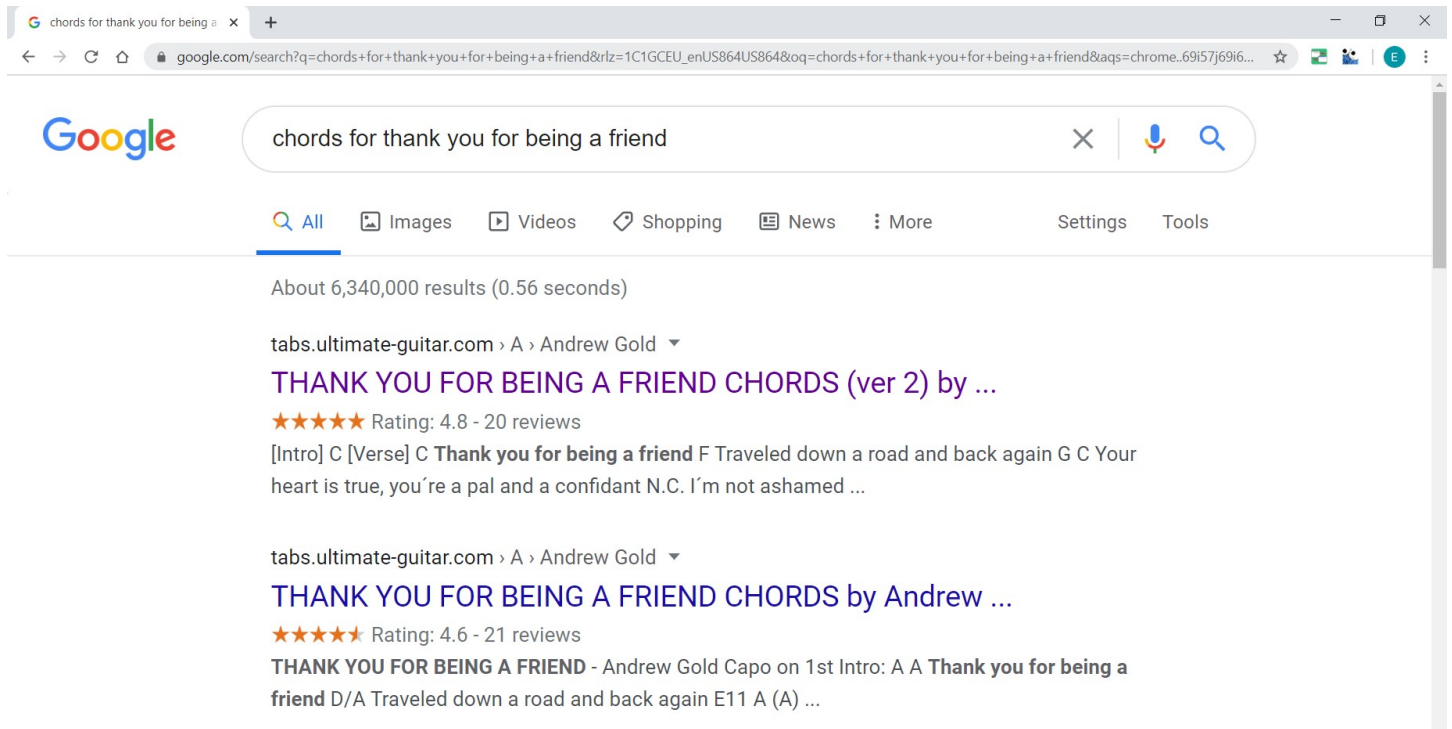 chords for thank you for being a
google.com/search?q=chords+for+thank+you+for+being+a+friend&rlz=1C1GCEU_enUS864US864&oq=chords+for+thank+you+for+being+a+friend&aqs=chrome..69i57j69i6...
E
Google
chords for thank you for being a friend
All Images Videos Shopping News More Settings Tools
About 6,340,000 results (0.56 seconds)
tabs.ultimate-guitar.com › A › Andrew Gold
THANK YOU FOR BEING A FRIEND CHORDS (ver 2) by ...
Rating: 4.8 - 20 reviews
[Intro] C [Verse] C Thank you for being a friend F Traveled down a road and back again G C Your
heart is true, you´re a pal and a confidant N.C. I´m not ashamed ...
tabs.ultimate-guitar.com › A › Andrew Gold
THANK YOU FOR BEING A FRIEND CHORDS by Andrew ...
Rating: 4.6 - 21 reviews
THANK YOU FOR BEING A FRIEND - Andrew Gold Capo on 1st Intro: A A Thank you for being a
friend D/A Traveled down a road and back again E11 A (A) ...